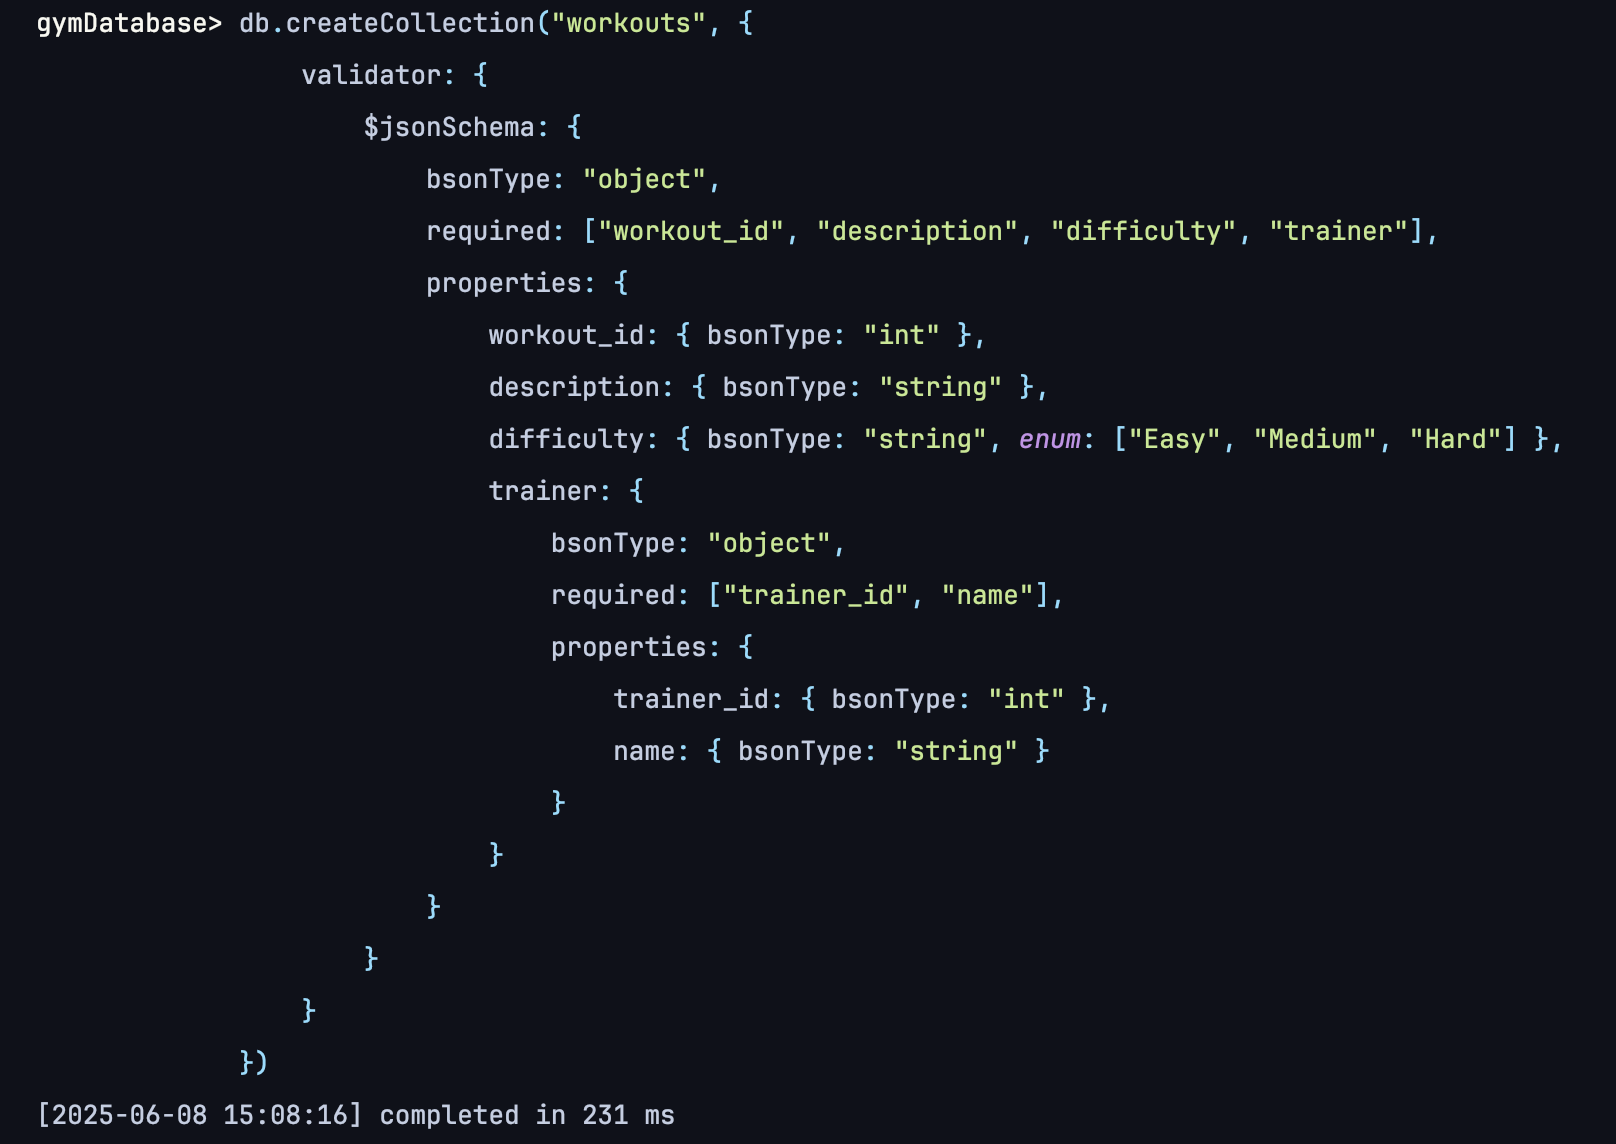 gymDatabase> db.createCollection("workouts", {
validator: {
$jsonSchema: {
bsonType: "object",
required: ["workout_id", "description", "difficulty", "trainer"],
properties: {
workout_id: { bsonType: "int" },
description: { bsonType: "string" },
difficulty: { bsonType: "string", enum: ["Easy", "Medium", "Hard"] },
trainer: {
bsonType: "object",
required: ["trainer_id", "name"],
properties: {
trainer_id: { bsonType: "int" },
name: { bsonType: "string" }
}
}
}
}
}
})
[2025-06-08 15:08:16] completed in 231 ms